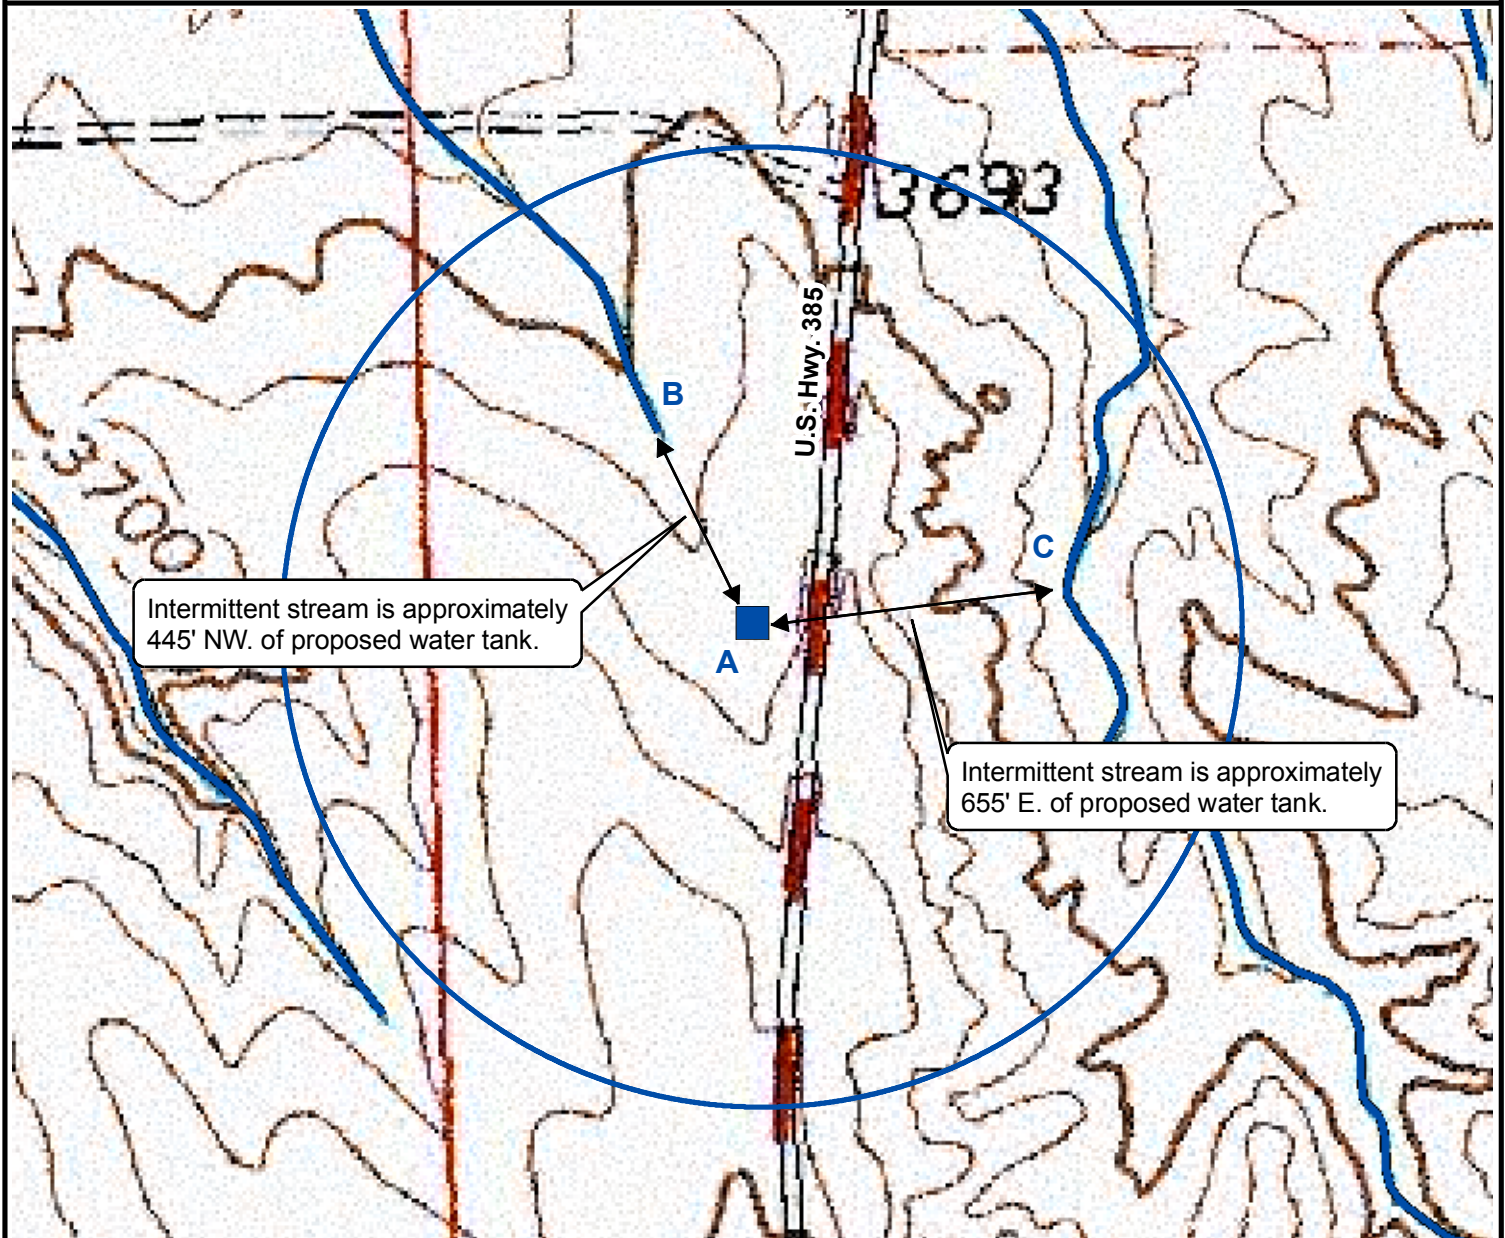 3693
U.S. Hwy. 385
B
3700
C
Intermittent stream is approximately
445' NW. of proposed water tank.
A
Intermittent stream is approximately
655' E. of proposed water tank.